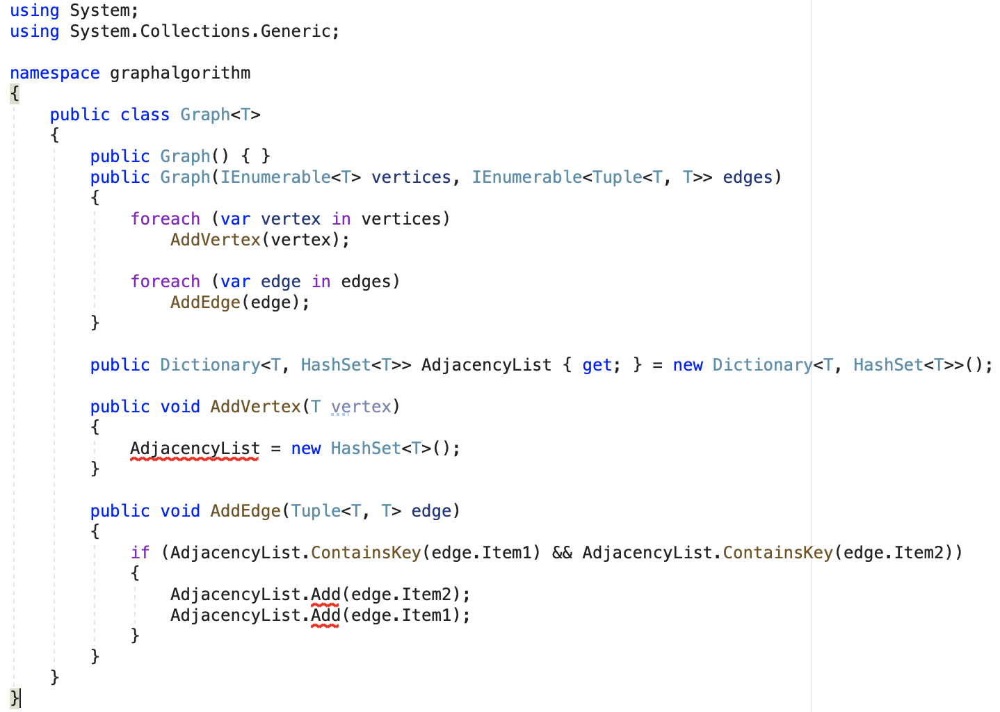 using System;
using System.Collections.Generic;

namespace graphalgorithm
{
    public class Graph<T>
    {
        public Graph() { }
        public Graph(IEnumerable<T> vertices, IEnumerable<Tuple<T, T>> edges)
        {
            foreach (var vertex in vertices)
                AddVertex(vertex);

            foreach (var edge in edges)
                AddEdge(edge);
        }

        public Dictionary<T, HashSet<T>> AdjacencyList { get; } = new Dictionary<T, HashSet<T>>();

        public void AddVertex(T vertex)
        {
            AdjacencyList = new HashSet<T>();
        }

        public void AddEdge(Tuple<T, T> edge)
        {
            if (AdjacencyList.ContainsKey(edge.Item1) && AdjacencyList.ContainsKey(edge.Item2))
            {
                AdjacencyList.Add(edge.Item2);
                AdjacencyList.Add(edge.Item1);
            }
        }
    }
}